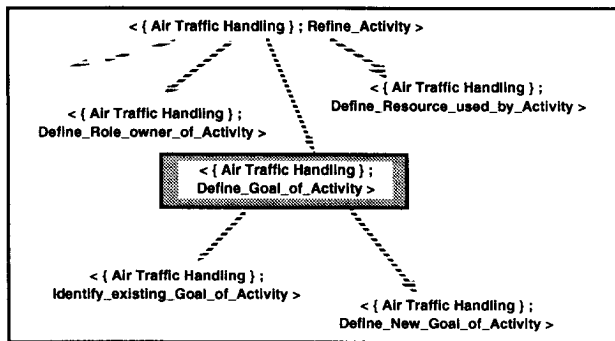 < { Air Traffic Handling } ; Refine_Activity >
< { Air Traffic Handling } ;
Define_Resource_used_by_Activity >
< { Air Traffic Handling } ;
Define_Role_owner_of_Activity >
< { Air Traffic Handling } ;
Define_Goal_of_Activity >
< { Air Traffic Handling } ;
Identify_existing_Goal_of_Activity >
< { Air Traffic Handling } ;
Define_New_Goal_of_Activity >